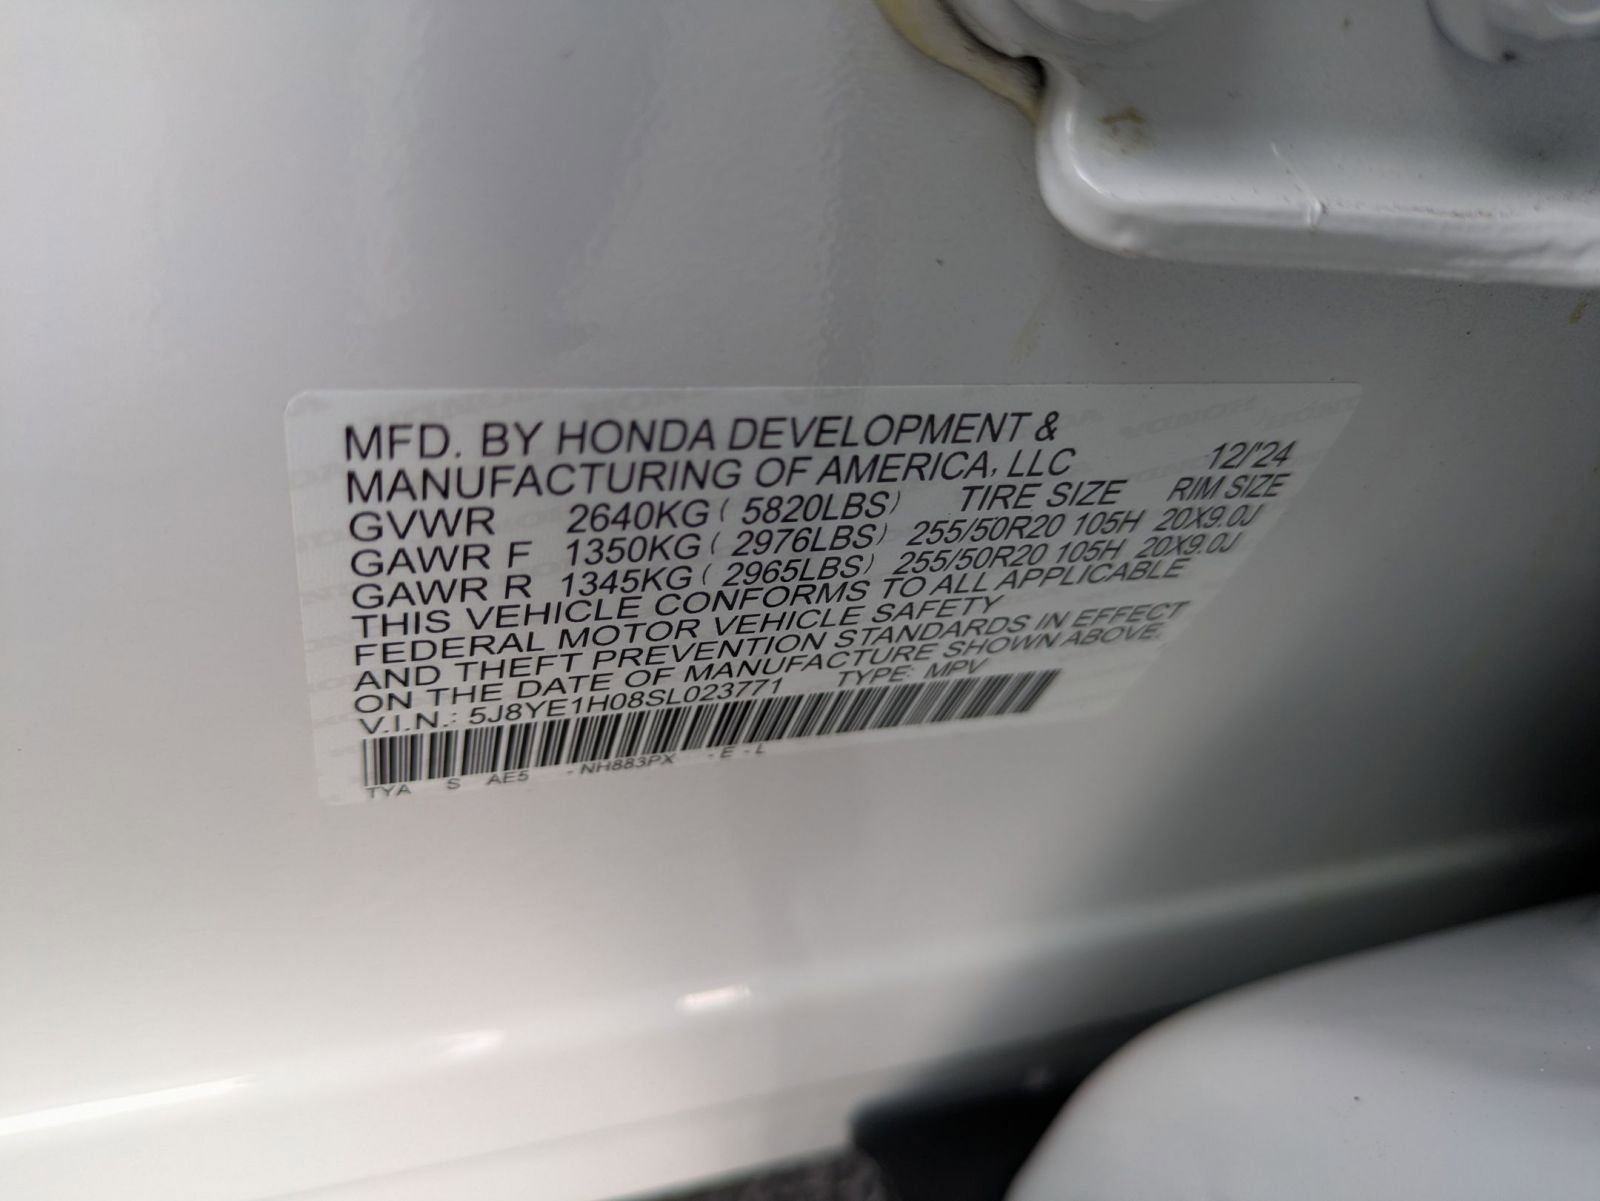 MFD. BY HONDA DEVELOPMENT &
MANUFACTURING OF AMERICA, LLC 12/'24
GVWR 2640KG ( 5820LBS) TIRE SIZE RIM SIZE
GAWR F 1350KG ( 2976LBS) 255/50R20 105H 20X9.0J
GAWR R 1345KG ( 2965LBS) 255/50R20 105H 20X9.0J
THIS VEHICLE CONFORMS TO ALL APPLICABLE
FEDERAL MOTOR VEHICLE SAFETY
AND THEFT PREVENTION STANDARDS IN EFFECT
ON THE DATE OF MANUFACTURE SHOWN ABOVE.
V.I.N.: 5J8YE1H08SL023771 TYPE: MPV
TYA S AE5 -NH883PX -E-L